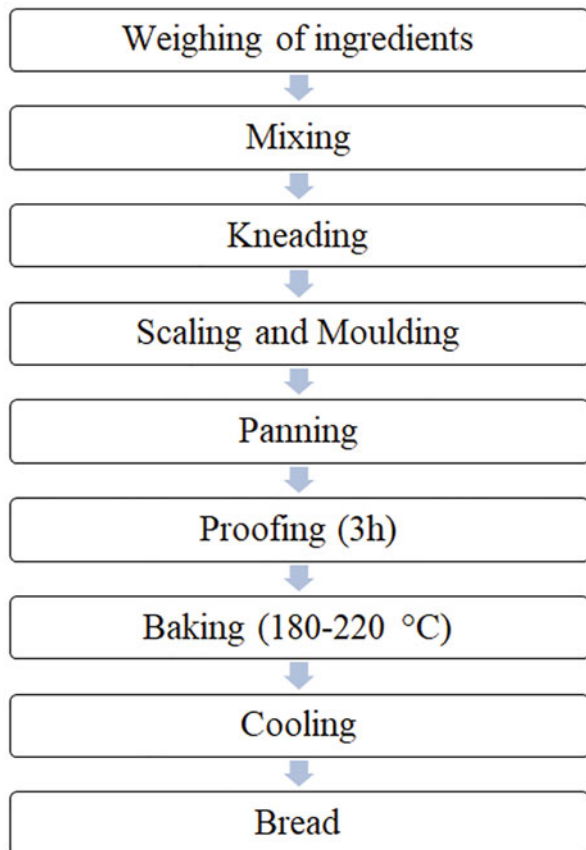 Weighing of ingredients
Mixing
Kneading
Scaling and Moulding
Panning
Proofing (3h)
Baking (180-220 °C)
Cooling
Bread